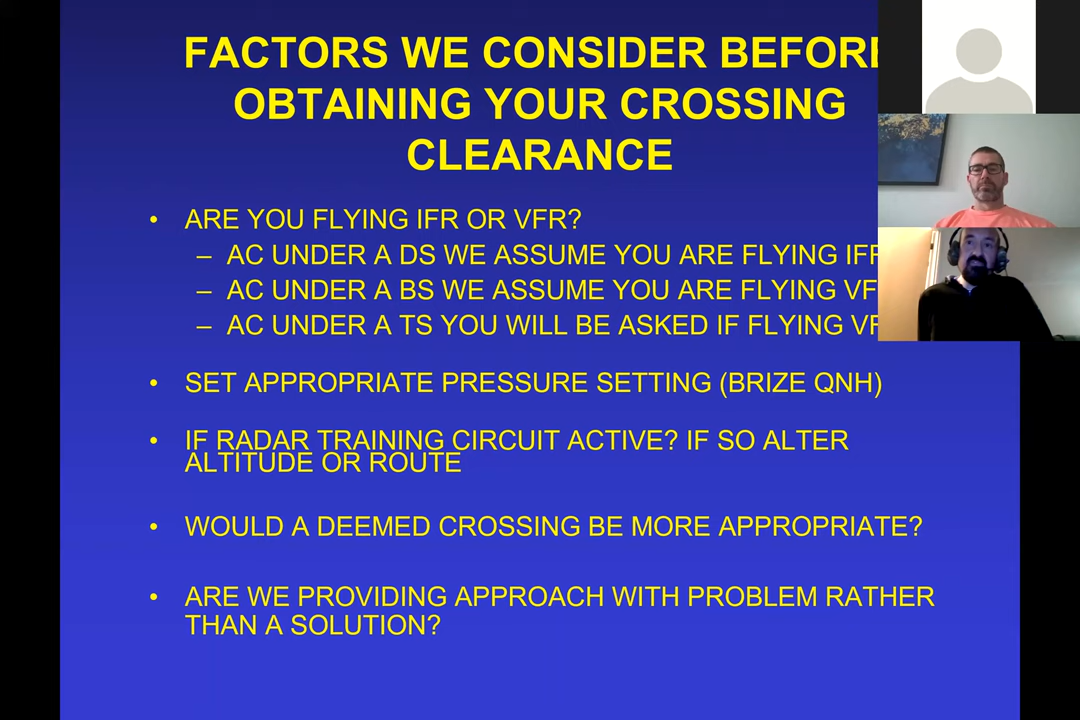 FACTORS WE CONSIDER BEFORE
OBTAINING YOUR CROSSING
CLEARANCE
• ARE YOU FLYING IFR OR VFR?
– AC UNDER A DS WE ASSUME YOU ARE FLYING IFR
– AC UNDER A BS WE ASSUME YOU ARE FLYING VF
– AC UNDER A TS YOU WILL BE ASKED IF FLYING VF
• SET APPROPRIATE PRESSURE SETTING (BRIZE QNH)
• IF RADAR TRAINING CIRCUIT ACTIVE? IF SO ALTER
ALTITUDE OR ROUTE
• WOULD A DEEMED CROSSING BE MORE APPROPRIATE?
• ARE WE PROVIDING APPROACH WITH PROBLEM RATHER
THAN A SOLUTION?